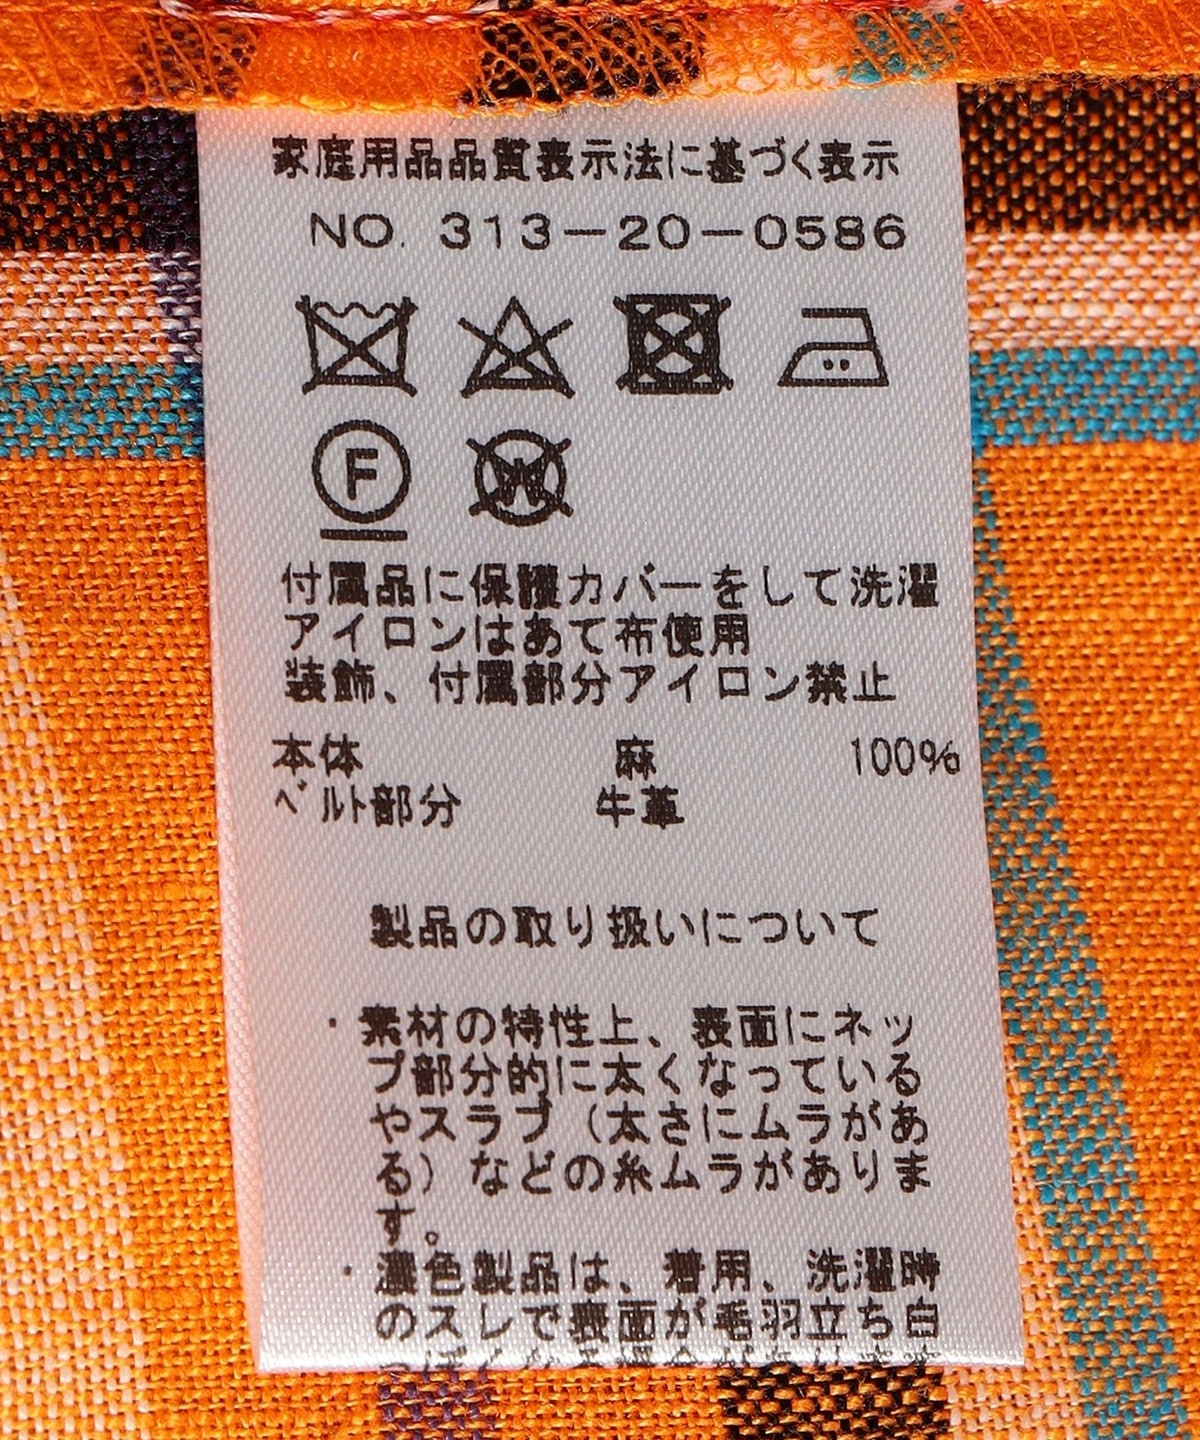 家庭用品品質表示法に基づく表示
NO. 313-20-0586
F
W
付属品に保護カバーをして洗濯
アイロンはあて布使用
装飾、付属部分アイロン禁止
本体 麻 100%
ﾍﾞﾙﾄ部分 牛革
製品の取り扱いについて
・素材の特性上、表面にネッ
プ部分的に太くなっている
やスラブ（太さにムラがあ
る）などの糸ムラがありま
す。
・濃色製品は、着用、洗濯時
のスレで表面が毛羽立ち白